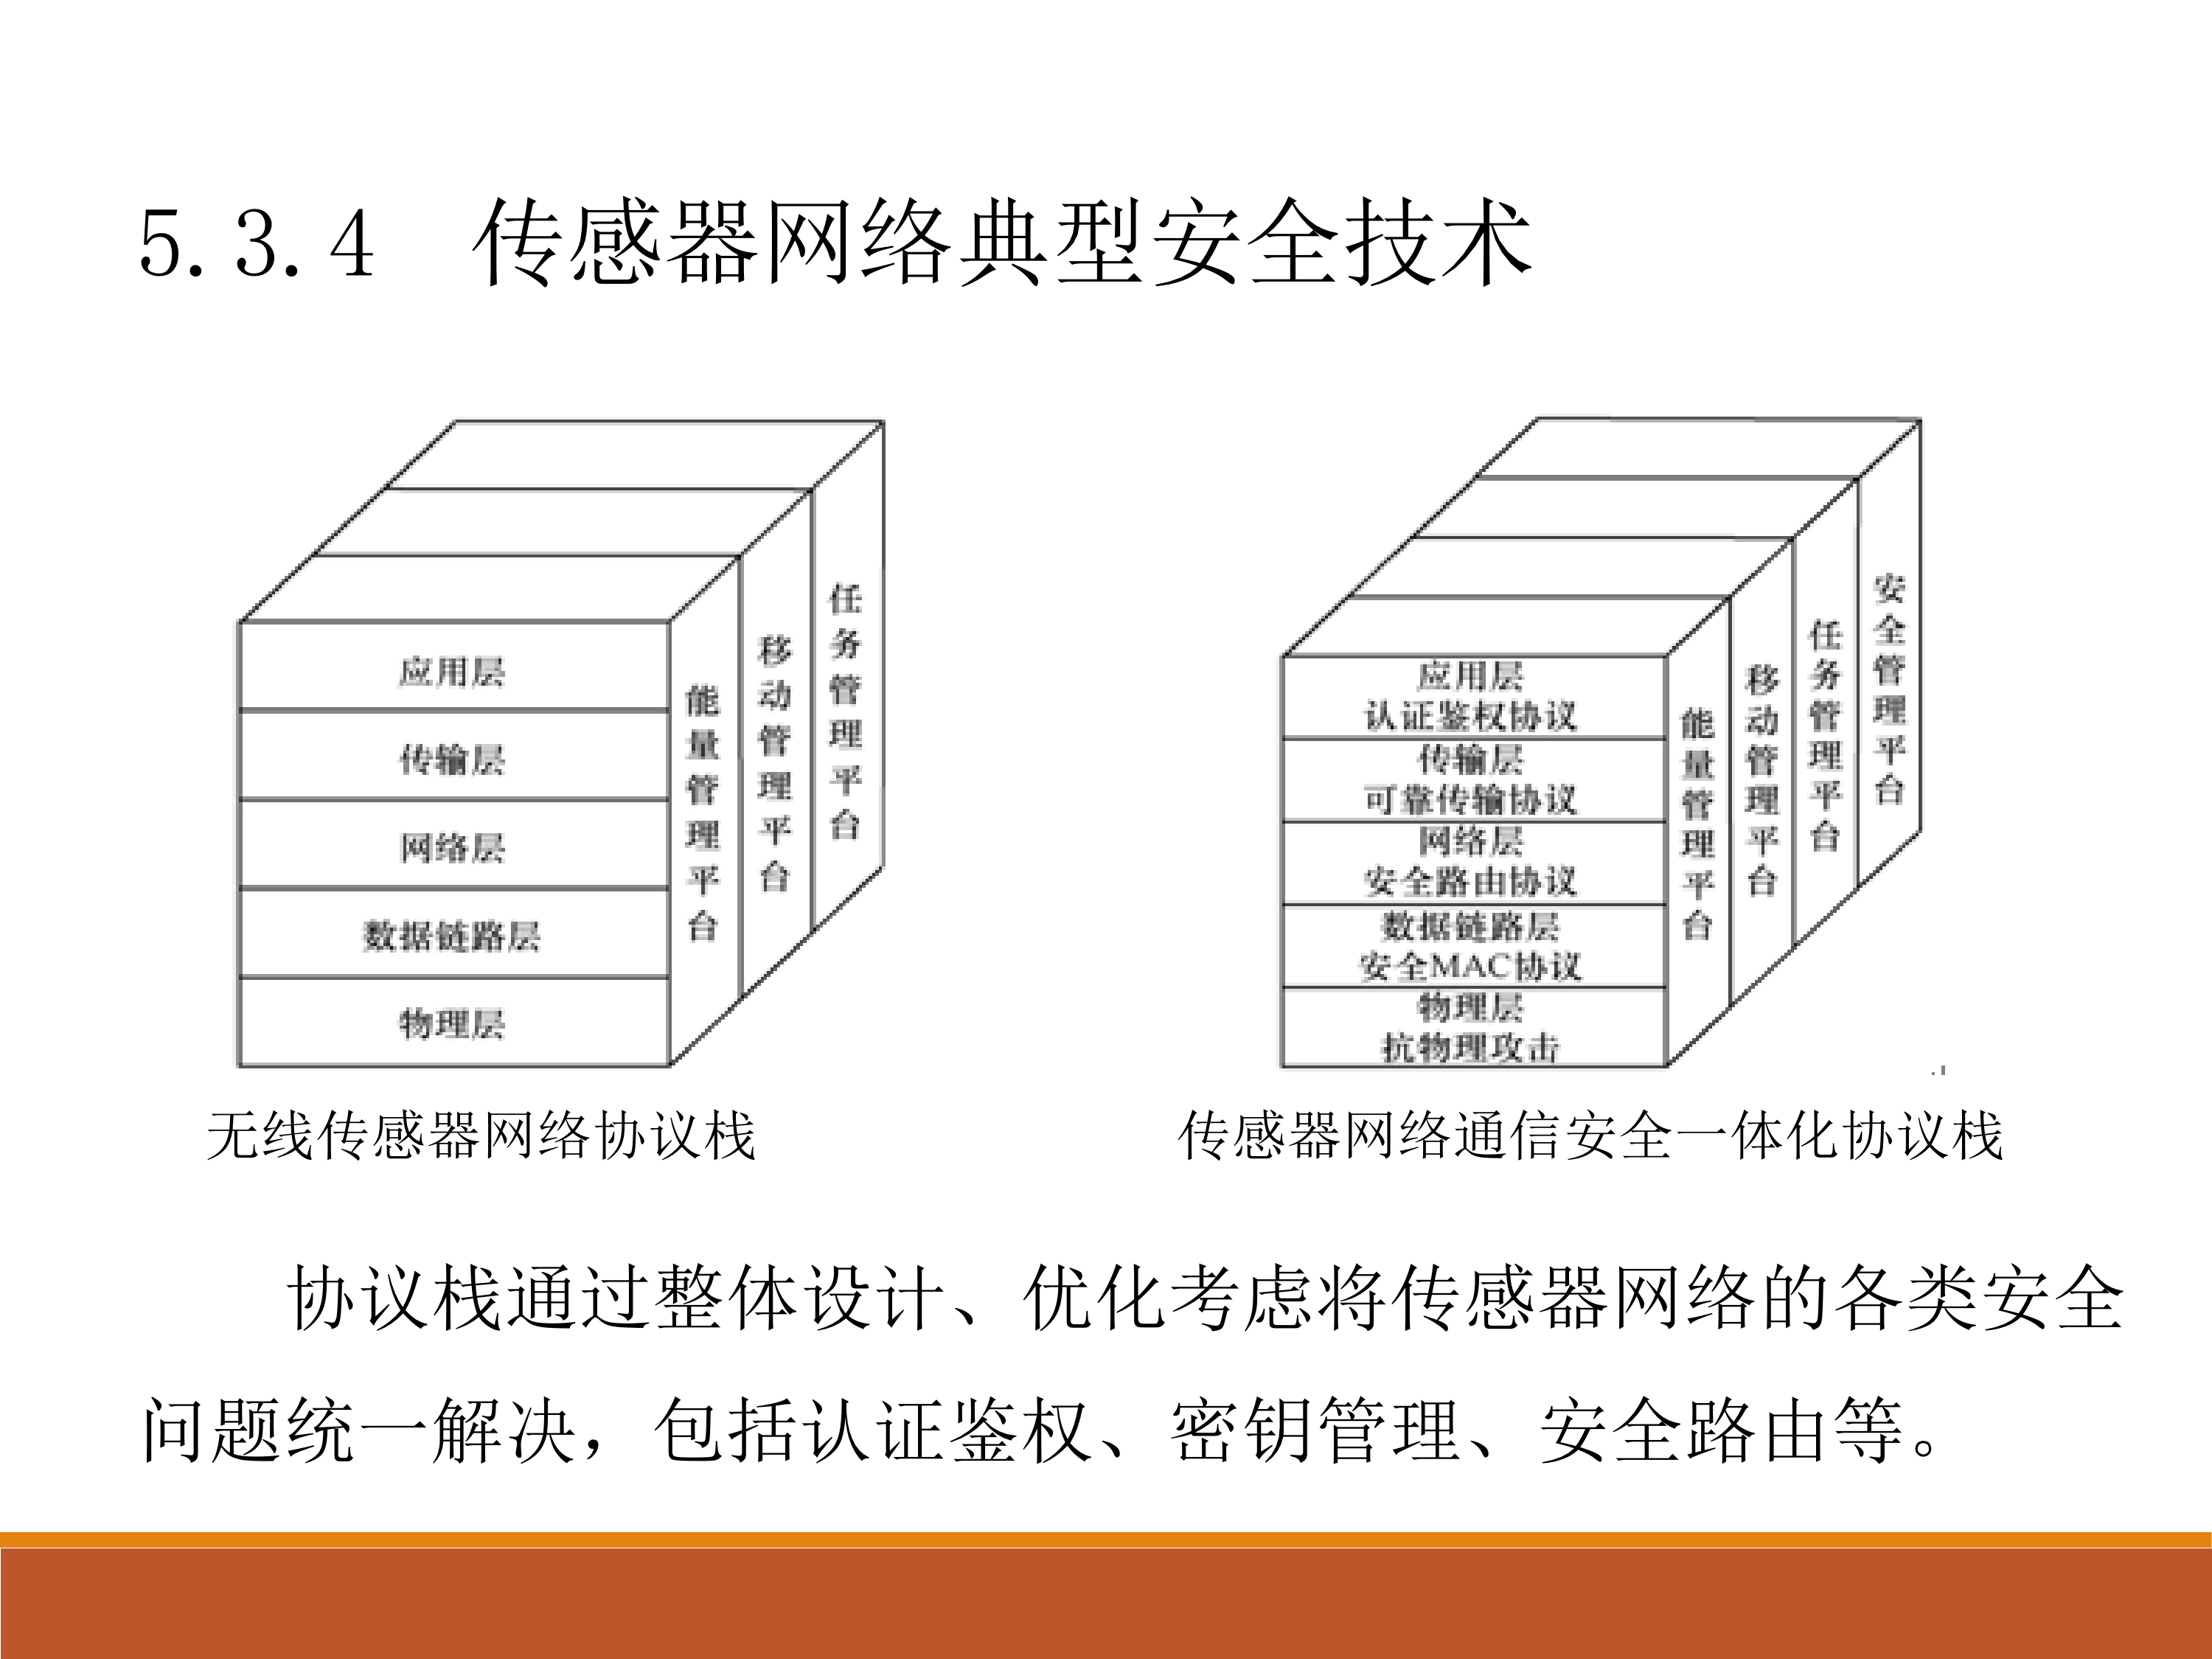 5.3.4 传感器网络典型安全技术
应用层
传输层
网络层
数据链路层
物理层
能量管理平台
移动管理平台
任务管理平台
无线传感器网络协议栈
应用层
认证鉴权协议
传输层
可靠传输协议
网络层
安全路由协议
数据链路层
安全MAC协议
物理层
抗物理攻击
能量管理平台
移动管理平台
任务管理平台
安全管理平台
传感器网络通信安全一体化协议栈
协议栈通过整体设计、优化考虑将传感器网络的各类安全
问题统一解决，包括认证鉴权、密钥管理、安全路由等。